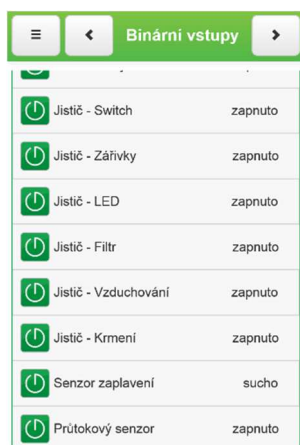 Binární vstupy
Jistič - Switch zapnuto
Jistič - Zářivky zapnuto
Jistič - LED zapnuto
Jistič - Filtr zapnuto
Jistič - Vzduchování zapnuto
Jistič - Krmení zapnuto
Senzor zaplavení sucho
Průtokový senzor zapnuto